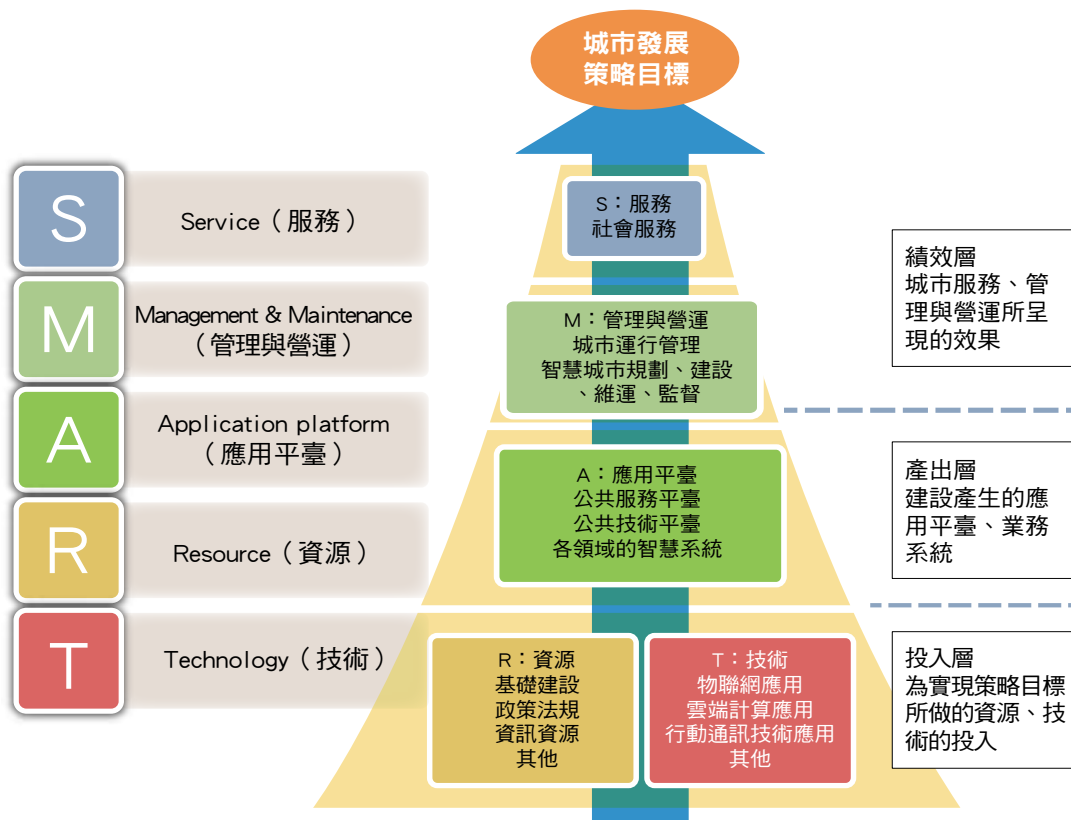 城市發展
策略目標
S
Service（服務）
M
Management & Maintenance
（管理與營運）
A
Application platform
（應用平臺）
R
Resource（資源）
T
Technology（技術）
S：服務
社會服務
M：管理與營運
城市運行管理
智慧城市規劃、建設
、維運、監督
A：應用平臺
公共服務平臺
公共技術平臺
各領域的智慧系統
R：資源
基礎建設
政策法規
資訊資源
其他
T：技術
物聯網應用
雲端計算應用
行動通訊技術應用
其他
績效層
城市服務、管
理與營運所呈
現的效果
產出層
建設產生的應
用平臺、業務
系統
投入層
為實現策略目標
所做的資源、技
術的投入